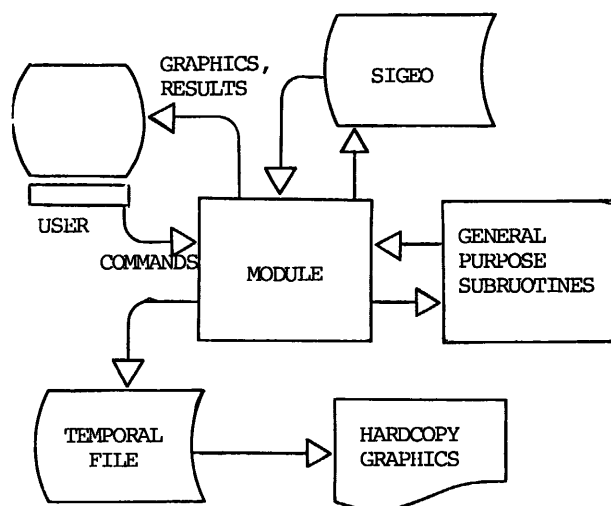 GRAPHICS,
RESULTS
SIGEO
USER
COMMANDS
MODULE
GENERAL
PURPOSE
SUBRUOTINES
TEMPORAL
FILE
HARDCOPY
GRAPHICS